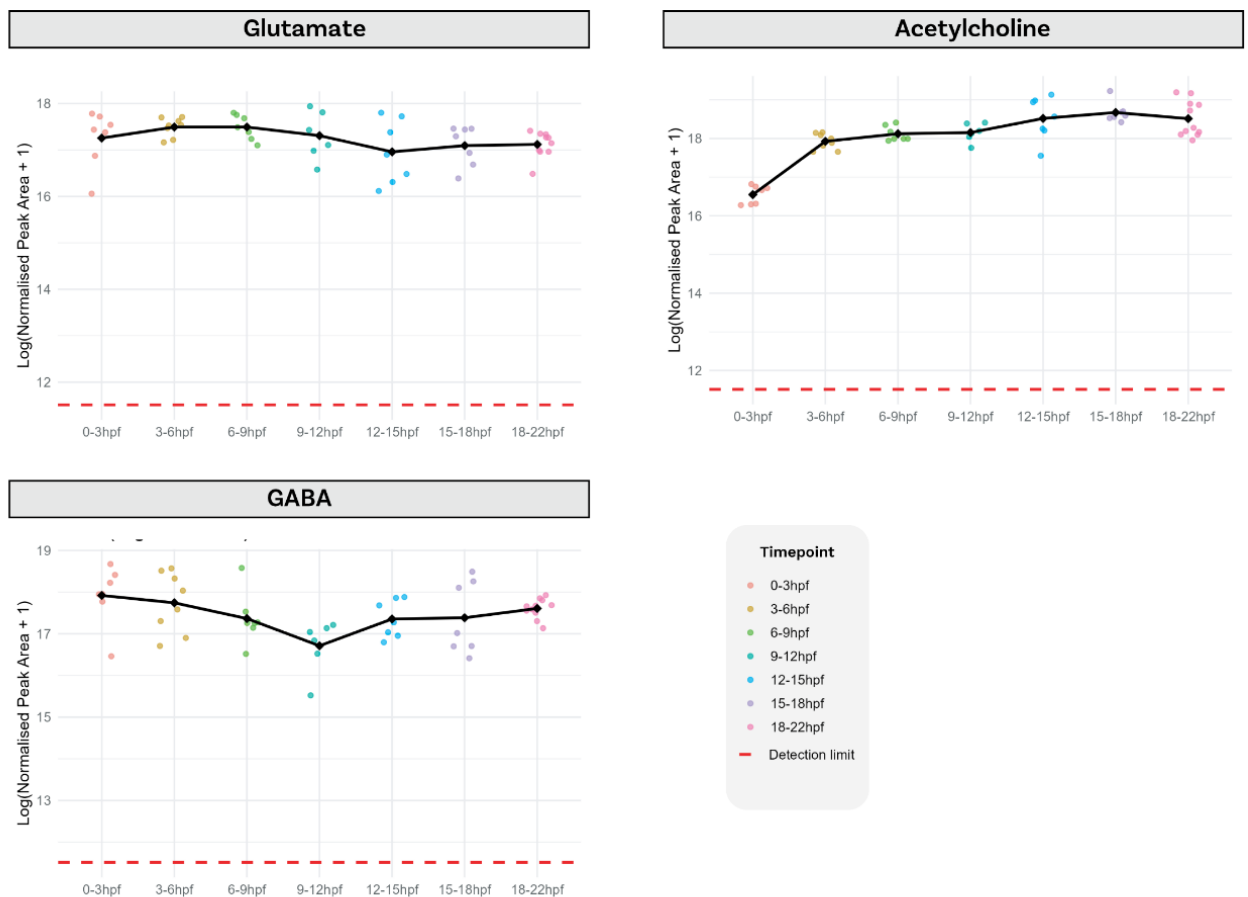 Glutamate
Log(Normalised Peak Area + 1)
18
16
14
12
0-3hpf 3-6hpf 6-9hpf 9-12hpf 12-15hpf 15-18hpf 18-22hpf
Acetylcholine
Log(Normalised Peak Area + 1)
18
16
14
12
0-3hpf 3-6hpf 6-9hpf 9-12hpf 12-15hpf 15-18hpf 18-22hpf
GABA
Log(Normalised Peak Area + 1)
19
17
15
13
0-3hpf 3-6hpf 6-9hpf 9-12hpf 12-15hpf 15-18hpf 18-22hpf
Timepoint
0-3hpf
3-6hpf
6-9hpf
9-12hpf
12-15hpf
15-18hpf
18-22hpf
Detection limit